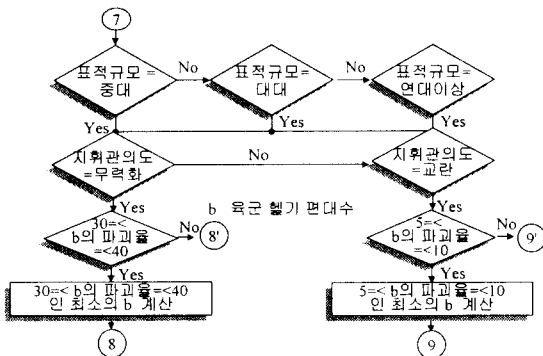 7
표적규모 =
중대
No
표적규모 =
대대
No
표적규모=
연대이상
Yes
Yes
Yes
지휘관의도
=무력화
No
지휘관의도
=교란
Yes
Yes
b 육군 헬기 편대수
30=<
b의 파괴율
=<40
No
8'
5=<
b의 파괴율
=<10
No
9'
Yes
Yes
30=< b의 파괴율=<40
인 최소의 b 계산
5=< b의 파괴율=<10
인 최소의 b 계산
8
9